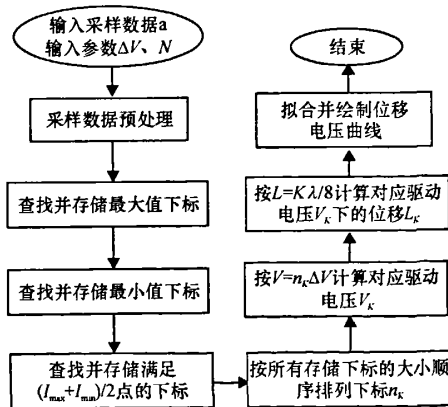 输入采样数据a
输入参数ΔV、N
采样数据预处理
查找并存储最大值下标
查找并存储最小值下标
查找并存储满足
(Imax+Imin)/2点的下标
按所有存储下标的大小顺
序排列下标nK
按V=nKΔV计算对应驱动
电压VK
按L=Kλ/8计算对应驱动
电压VK下的位移LK
拟合并绘制位移
电压曲线
结束